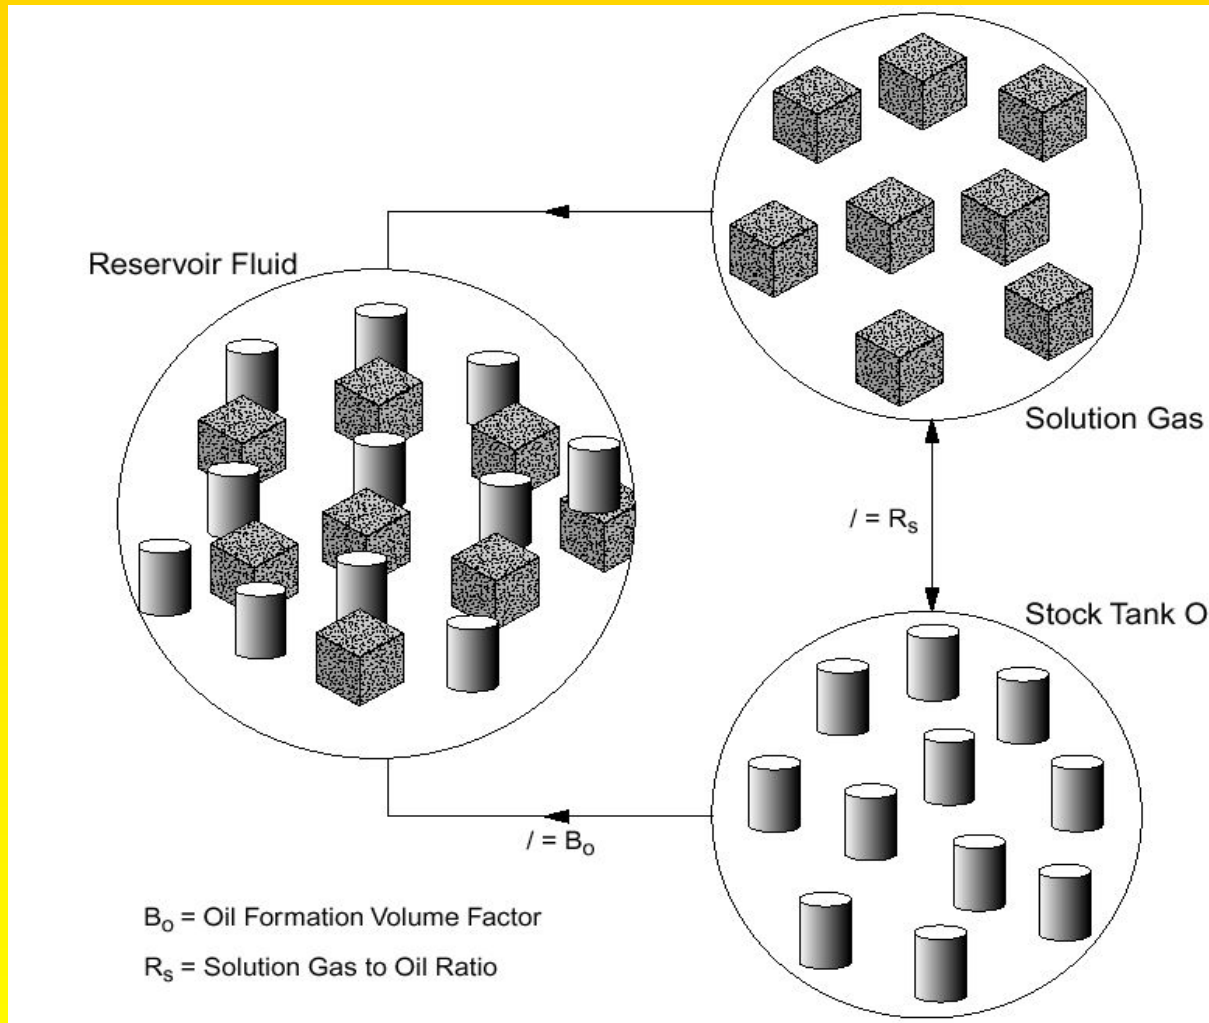 Reservoir Fluid
Solution Gas
/ = Rs
Stock Tank O
/ = Bo
Bo = Oil Formation Volume Factor
Rs = Solution Gas to Oil Ratio